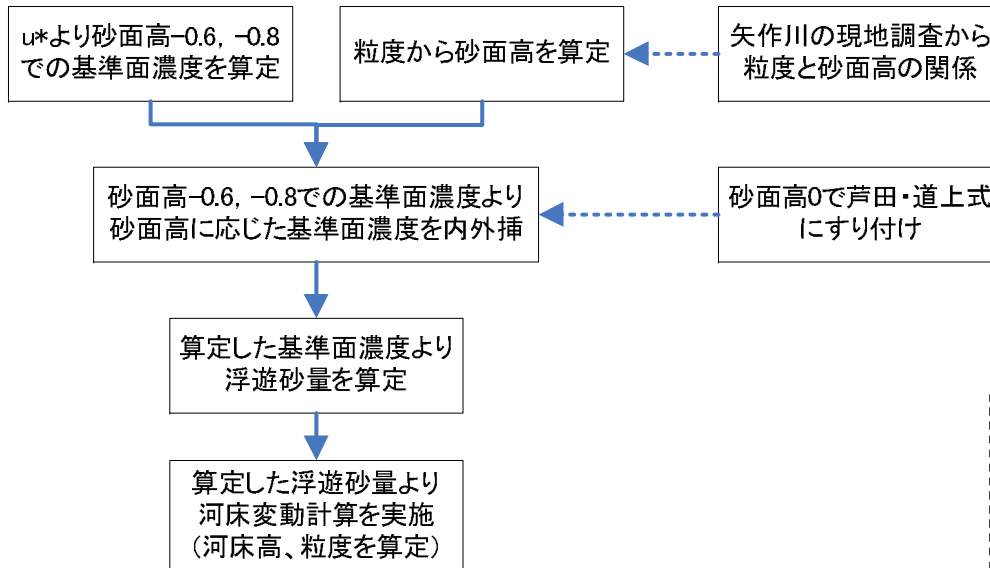 u*より砂面高-0.6, -0.8
での基準面濃度を算定
粒度から砂面高を算定
矢作川の現地調査から
粒度と砂面高の関係
砂面高-0.6, -0.8での基準面濃度より
砂面高に応じた基準面濃度を内外挿
砂面高0で芦田・道上式
にすり付け
算定した基準面濃度より
浮遊砂量を算定
算定した浮遊砂量より
河床変動計算を実施
(河床高、粒度を算定)